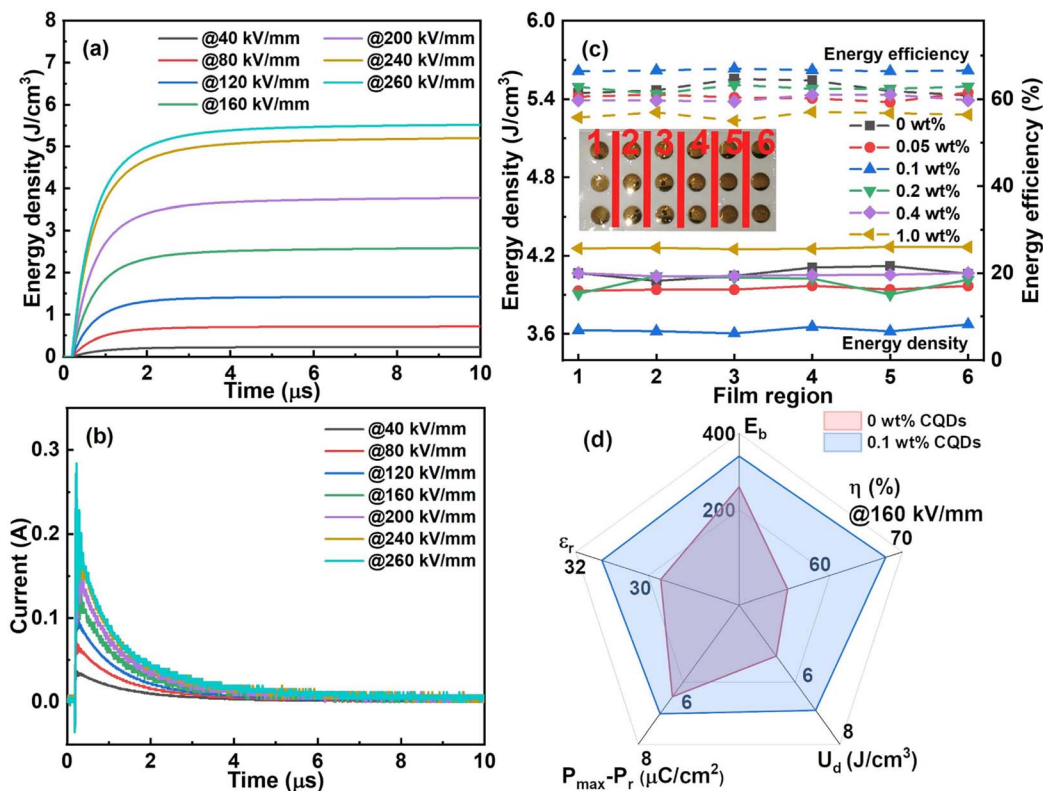 (a)
@40 kV/mm
@80 kV/mm
@120 kV/mm
@160 kV/mm
@200 kV/mm
@240 kV/mm
@260 kV/mm
Energy density (J/cm³)
8
7
6
5
4
3
2
1
0
0 2 4 6 8 10
Time (μs)
(b)
@40 kV/mm
@80 kV/mm
@120 kV/mm
@160 kV/mm
@200 kV/mm
@240 kV/mm
@260 kV/mm
Current (A)
0.3
0.2
0.1
0.0
0 2 4 6 8 10
Time (μs)
(c)
Energy efficiency
0 wt%
0.05 wt%
0.1 wt%
0.2 wt%
0.4 wt%
1.0 wt%
1 2 3 4 5 6
Energy density
Energy density (J/cm³)
6.0
5.4
4.8
4.2
3.6
Energy efficiency (%)
60
40
20
0
1 2 3 4 5 6
Film region
(d)
0 wt% CQDs
0.1 wt% CQDs
E_b
400
200
η (%)
@160 kV/mm
70
60
ε_r
32
30
6
6
8
8
P_max-P_r (μC/cm²)
U_d (J/cm³)